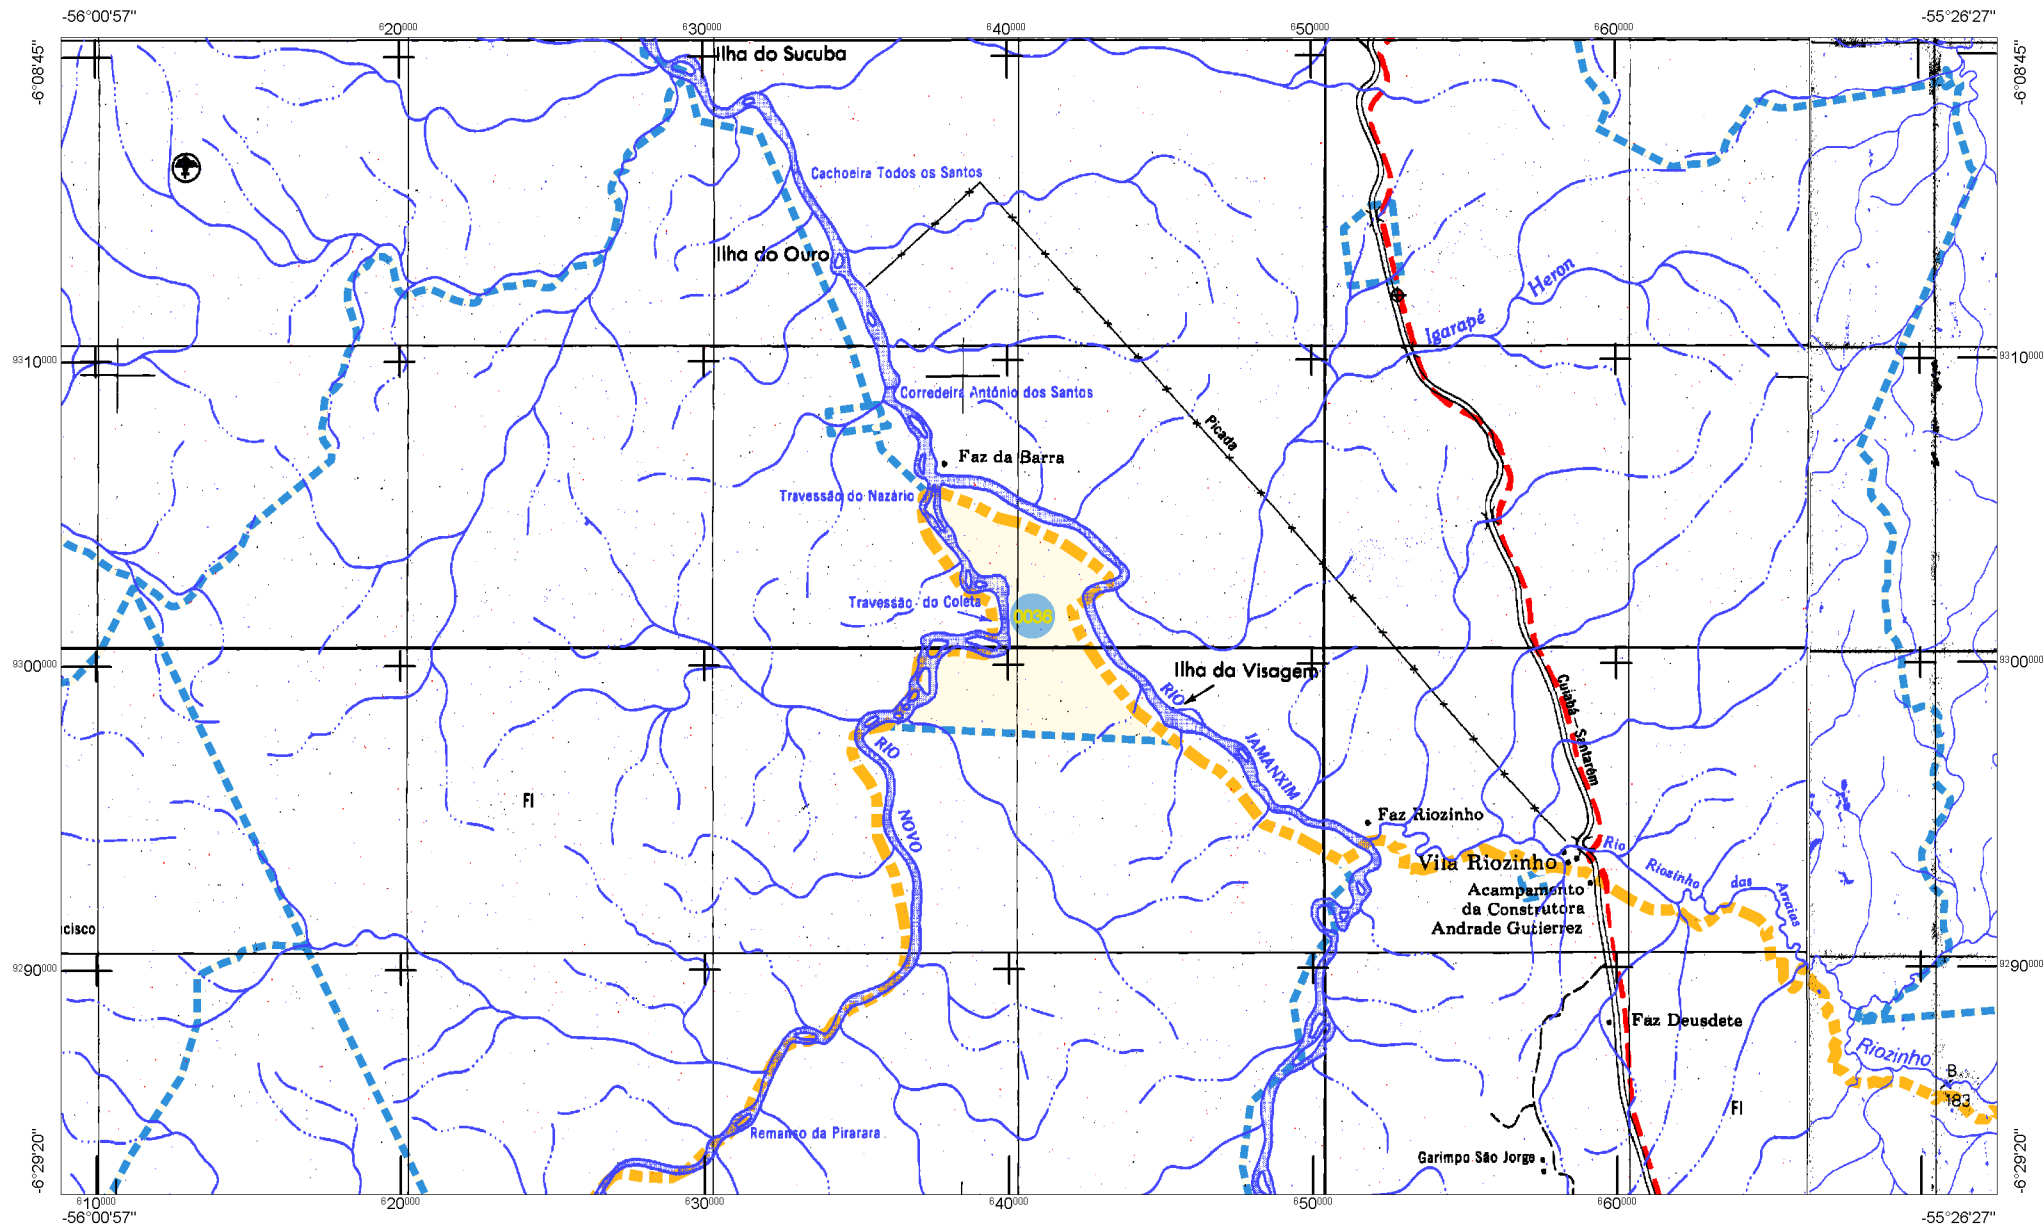 -56°00'57"
-55°26'27"
620000
630000
640000
650000
660000
-6°08'45"
-6°08'45"
Ilha do Sucuba
Cachoeira Todos os Santos
Ilha do Ouro
Igarapé Heron
9310000
9310000
Corredeira Antônio dos Santos
Picada
Faz da Barra
Travessão do Nazário
Travessão do Coleta
0036
9300000
9300000
Ilha da Visagem
RIO JAMANXIM
Cuiabá - Santarém
RIO NOVO
FI
Faz Riozinho
Vila Riozinho
Rio Riozinho das Arraias
Acampamento
da Construtora
Andrade Gutierrez
cisco
9290000
9290000
Faz Deusdete
Riozinho
B
183
FI
Remanso da Pirarara
Garimpo São Jorge
-6°29'20"
-6°29'20"
610000
620000
630000
640000
650000
660000
-56°00'57"
-55°26'27"